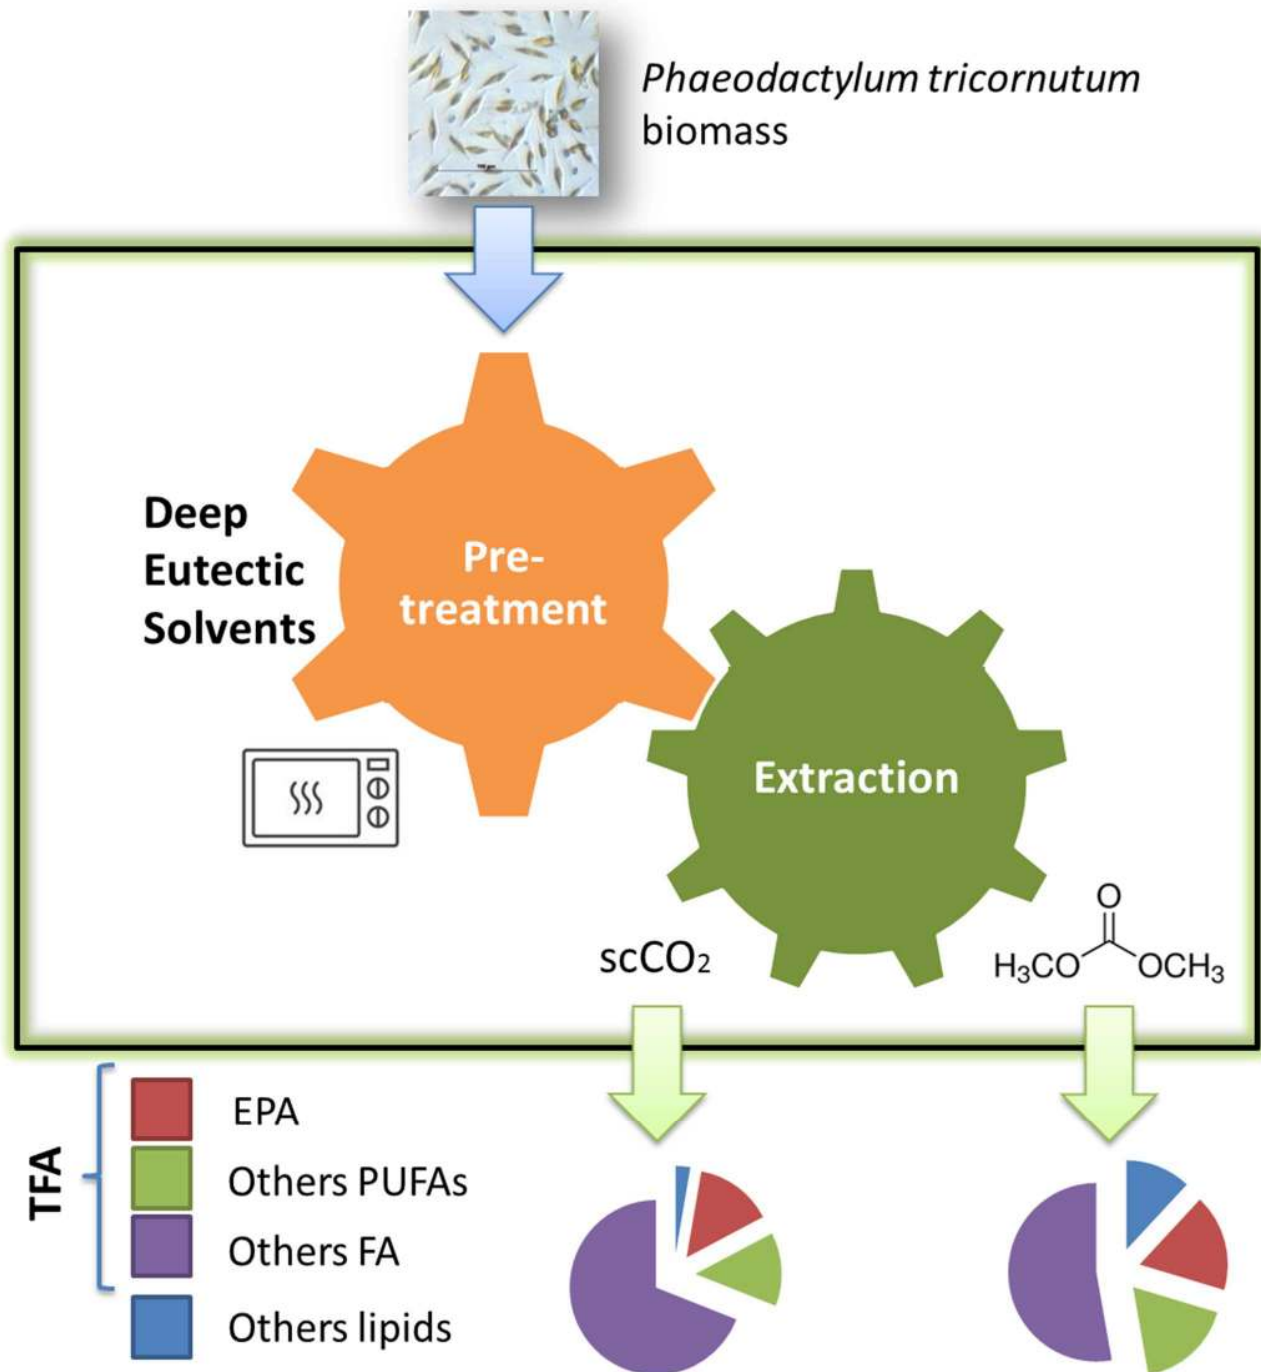 Phaeodactylum tricornutum
biomass
Deep
Eutectic
Solvents
Pre-
treatment
Extraction
scCO₂
O
H₃CO OCH₃
TFA
EPA
Others PUFAs
Others FA
Others lipids